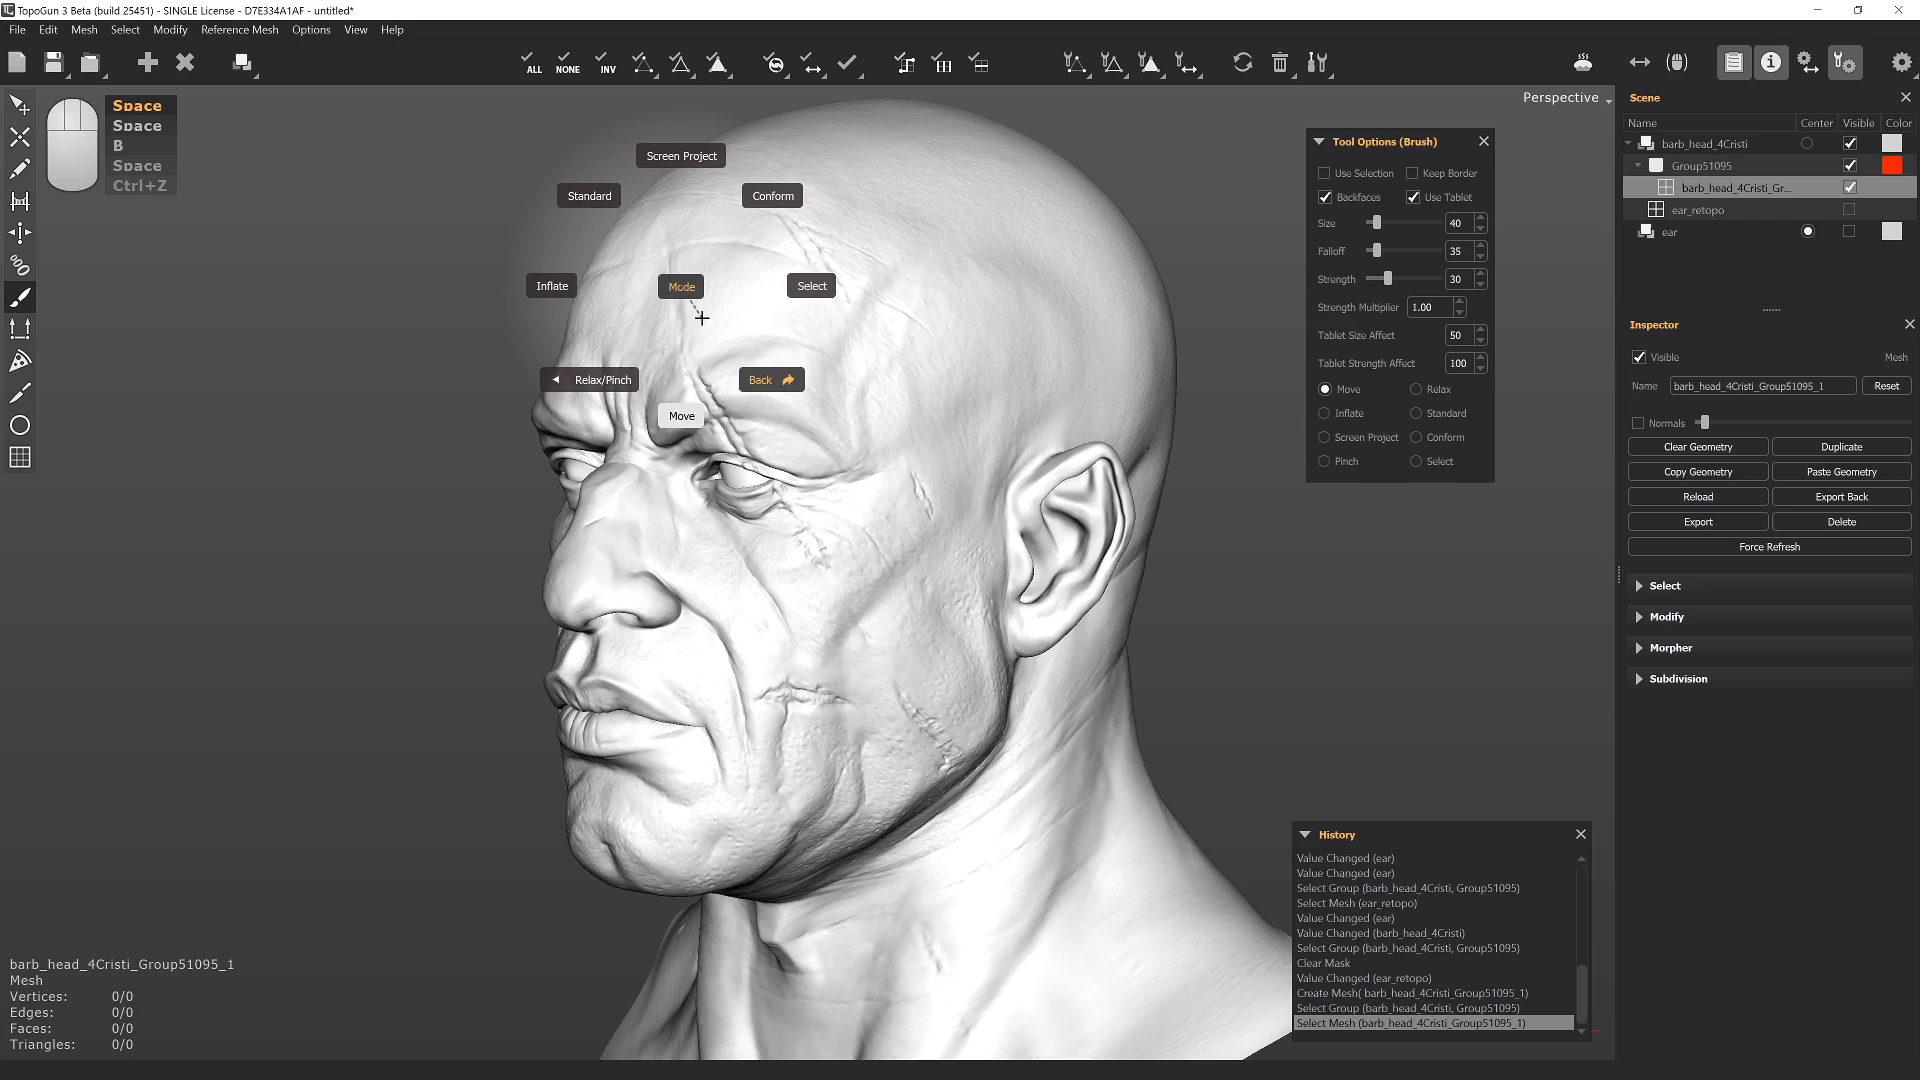 TopoGun 3 Beta (build 25451) - SINGLE License - D7E334A1AF - untitled*
File Edit Mesh Select Modify Reference Mesh Options View Help
ALL NONE INV
Space
Space
B
Space
Ctrl+Z
Perspective
Screen Project
Standard
Conform
Inflate
Mode
Select
Relax/Pinch
Back
Move
Tool Options (Brush)
Use Selection Keep Border
Backfaces Use Tablet
Size 40
Falloff 35
Strength 30
Strength Multiplier 1.00
Tablet Size Affect 50
Tablet Strength Affect 100
Move Relax
Inflate Standard
Screen Project Conform
Pinch Select
Scene
Name Center Visible Color
barb_head_4Cristi
Group51095
barb_head_4Cristi_Gr...
ear_retopo
ear
Inspector
Visible Mesh
Name barb_head_4Cristi_Group51095_1 Reset
Normals
Clear Geometry Duplicate
Copy Geometry Paste Geometry
Reload Export Back
Export Delete
Force Refresh
Select
Modify
Morpher
Subdivision
History
Value Changed (ear)
Value Changed (ear)
Select Group (barb_head_4Cristi, Group51095)
Select Mesh (ear_retopo)
Value Changed (ear)
Value Changed (barb_head_4Cristi)
Select Group (barb_head_4Cristi, Group51095)
Clear Mask
Value Changed (ear_retopo)
Create Mesh( barb_head_4Cristi_Group51095_1)
Select Group (barb_head_4Cristi, Group51095)
Select Mesh (barb_head_4Cristi_Group51095_1)
barb_head_4Cristi_Group51095_1
Mesh
Vertices: 0/0
Edges: 0/0
Faces: 0/0
Triangles: 0/0